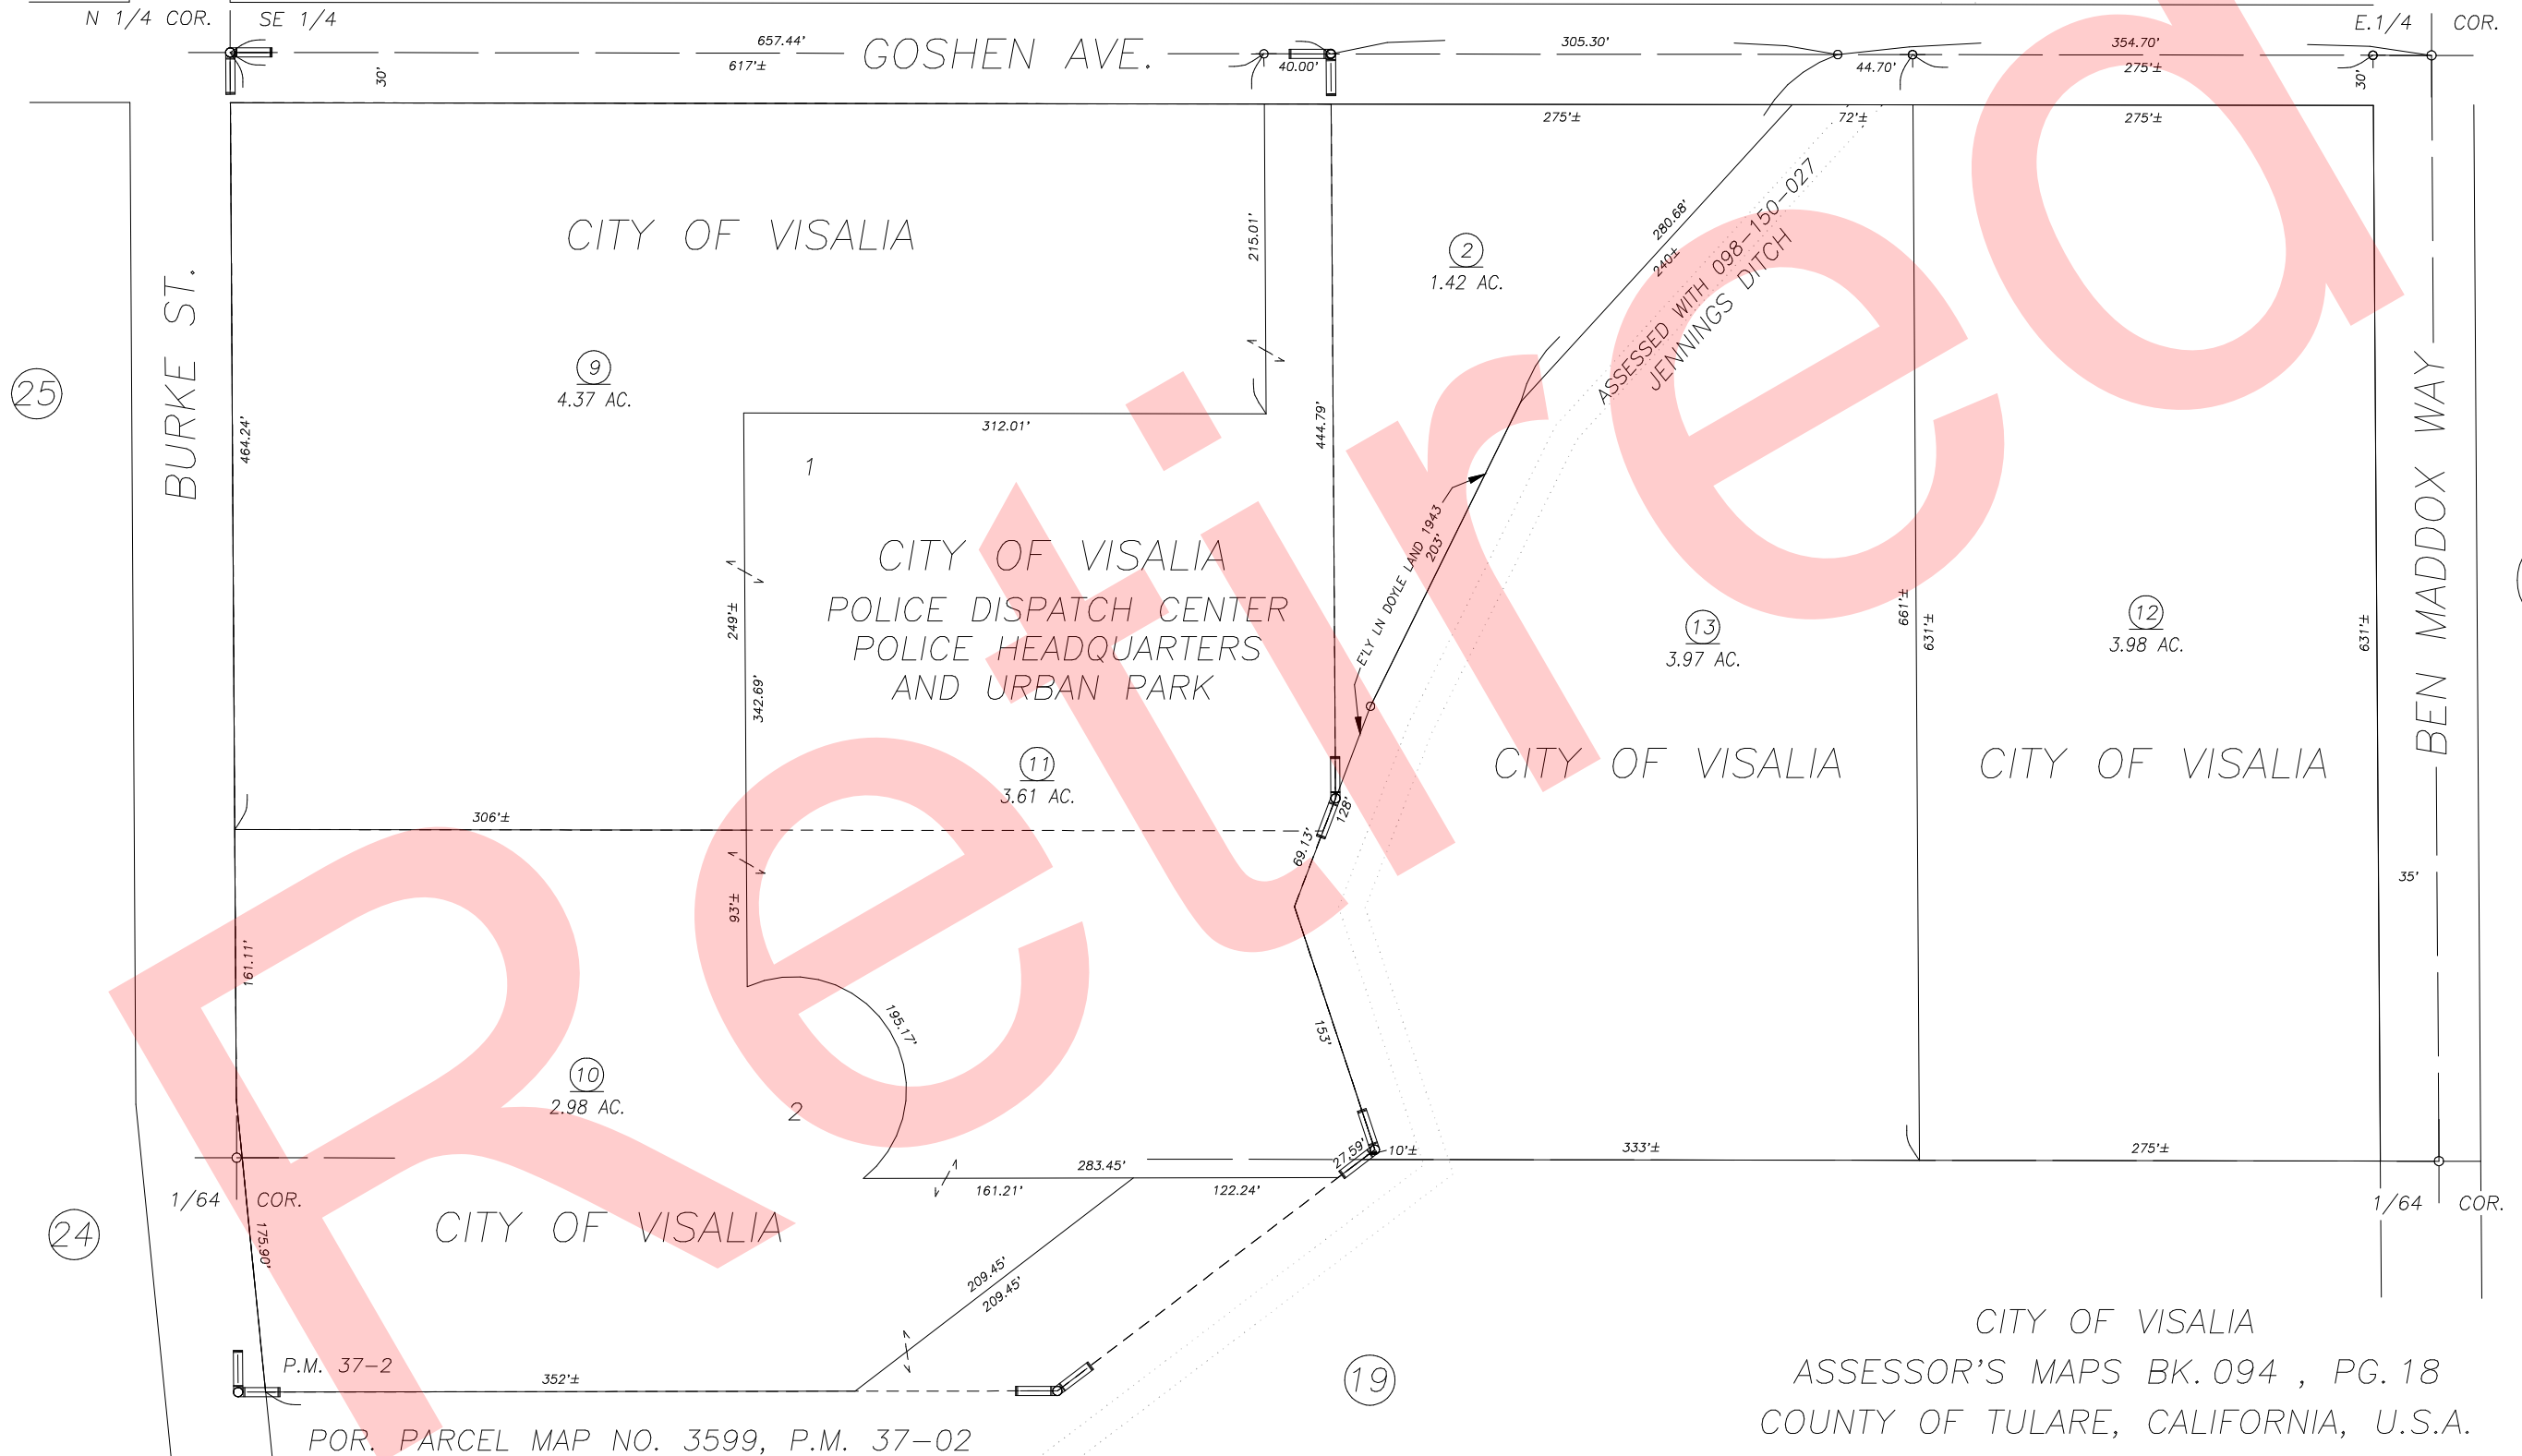 N 1/4 COR.
SE 1/4
E.1/4 COR.
657.44'
GOSHEN AVE.
305.30'
354.70'
617'±
40.00'
44.70'
275'±
30'
30'
275'±
72'±
275'±
CITY OF VISALIA
215.01'
280.68'
240±
2
1.42 AC.
ASSESSED WITH 098-150-027
JENNINGS DITCH
BURKE ST.
25
9
4.37 AC.
464.24'
312.01'
444.79'
1
E'LY LN DOYLE LAND 1943
203'
BEN MADDOX WAY
CITY OF VISALIA
POLICE DISPATCH CENTER
POLICE HEADQUARTERS
AND URBAN PARK
249'±
342.69'
661'±
631'±
631'±
13
3.97 AC.
12
3.98 AC.
CITY OF VISALIA
CITY OF VISALIA
11
3.61 AC.
306'±
128'
69.13'
35'
93'±
161.11'
195.17'
153'
10
2.98 AC.
2
27.59'
10'±
333'±
275'±
283.45'
161.21'
122.24'
1/64 COR.
1/64 COR.
24
CITY OF VISALIA
175.90'
209.45'
209.45'
P.M. 37-2
352'±
19
POR. PARCEL MAP NO. 3599, P.M. 37-02
CITY OF VISALIA
ASSESSOR'S MAPS BK. 094 , PG. 18
COUNTY OF TULARE, CALIFORNIA, U.S.A.
Retired